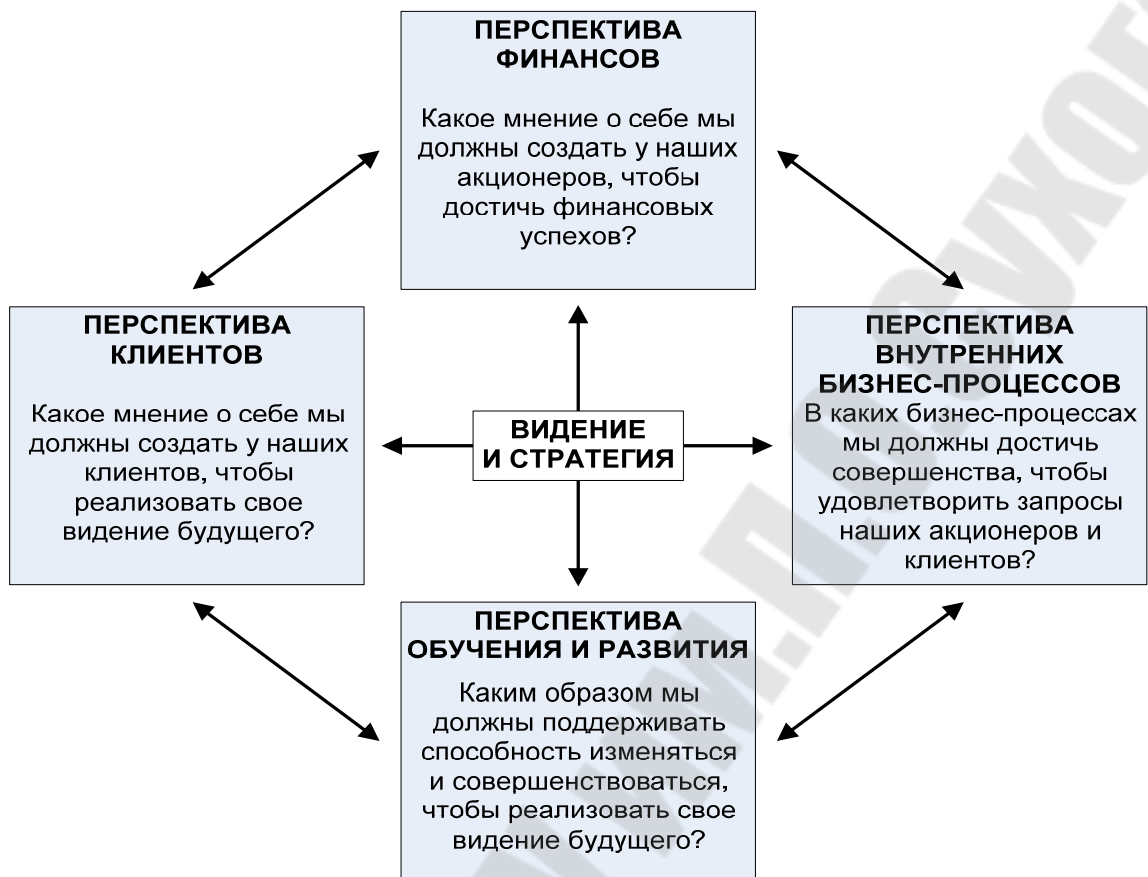 ПЕРСПЕКТИВА
ФИНАНСОВ
Какое мнение о себе мы
должны создать у наших
акционеров, чтобы
достичь финансовых
успехов?
ПЕРСПЕКТИВА
КЛИЕНТОВ
Какое мнение о себе мы
должны создать у наших
клиентов, чтобы
реализовать свое
видение будущего?
ВИДЕНИЕ
И СТРАТЕГИЯ
ПЕРСПЕКТИВА
ВНУТРЕННИХ
БИЗНЕС-ПРОЦЕССОВ
В каких бизнес-процессах
мы должны достичь
совершенства, чтобы
удовлетворить запросы
наших акционеров и
клиентов?
ПЕРСПЕКТИВА
ОБУЧЕНИЯ И РАЗВИТИЯ
Каким образом мы
должны поддерживать
способность изменяться
и совершенствоваться,
чтобы реализовать свое
видение будущего?